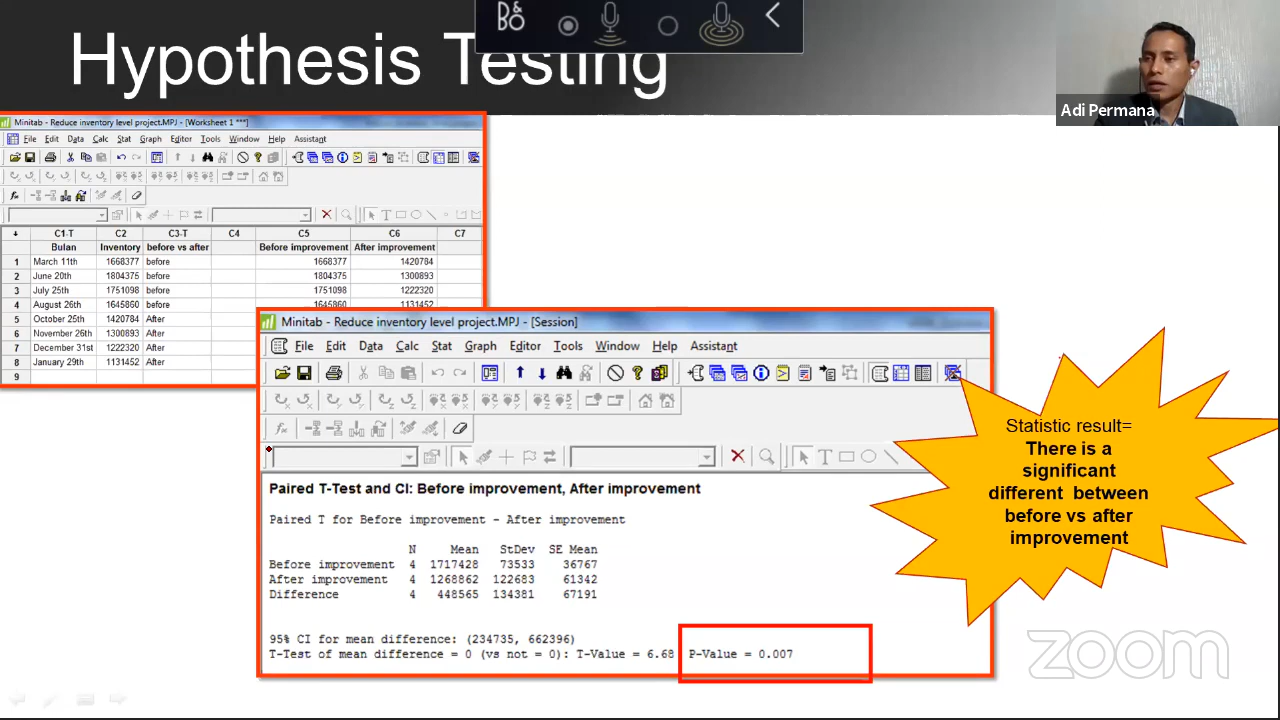 Hypothesis Testing
B&O
Adi Permana
Minitab - Reduce inventory level project.MPJ - [Worksheet 1 ***]
File Edit Data Calc Stat Graph Editor Tools Window Help Assistant
C1-T C2 C3-T C4 C5 C6 C7
Bulan Inventory before vs after Before improvement After improvement
1 March 11th 1668377 before 1668377 1420784
2 June 20th 1804375 before 1804375 1300893
3 July 25th 1751098 before 1751098 1222320
4 August 26th 1645860 before 1645860 1131452
5 October 25th 1420784 After
6 November 26th 1300893 After
7 December 31st 1222320 After
8 January 29th 1131452 After
9
Minitab - Reduce inventory level project.MPJ - [Session]
File Edit Data Calc Stat Graph Editor Tools Window Help Assistant
Paired T-Test and CI: Before improvement, After improvement
Paired T for Before improvement - After improvement
N Mean StDev SE Mean
Before improvement 4 1717428 73533 36767
After improvement 4 1268862 122683 61342
Difference 4 448565 134381 67191
95% CI for mean difference: (234735, 662396)
T-Test of mean difference = 0 (vs not = 0): T-Value = 6.68 P-Value = 0.007
Statistic result=
There is a
significant
different between
before vs after
improvement
zoom